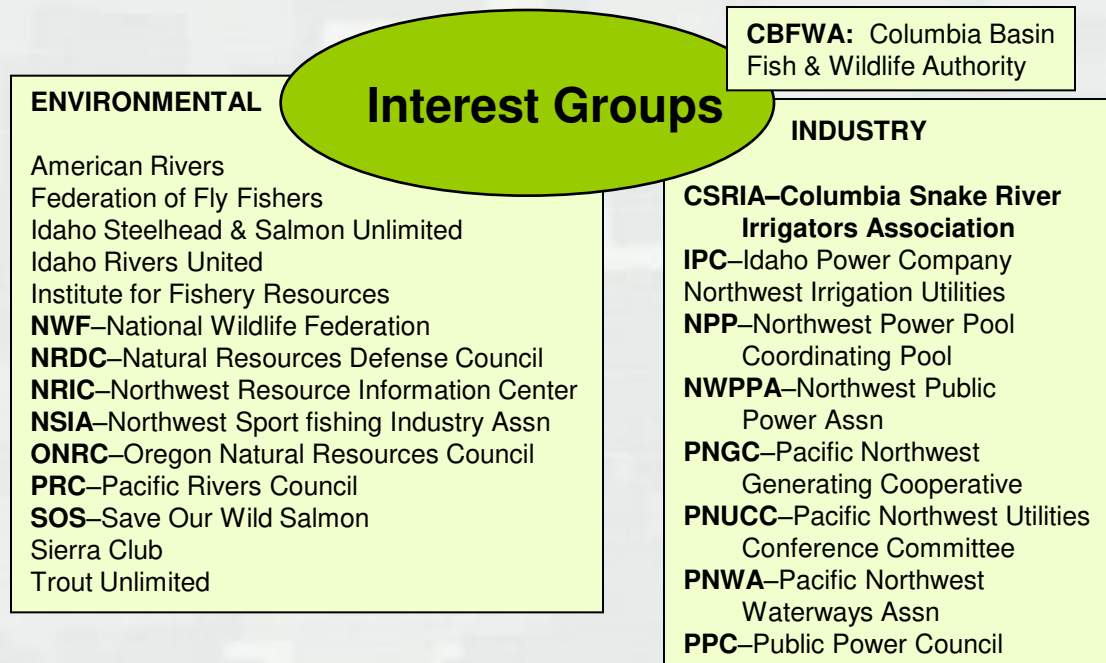 Interest Groups
CBFWA: Columbia Basin
Fish & Wildlife Authority
ENVIRONMENTAL
American Rivers
Federation of Fly Fishers
Idaho Steelhead & Salmon Unlimited
Idaho Rivers United
Institute for Fishery Resources
NWF–National Wildlife Federation
NRDC–Natural Resources Defense Council
NRIC–Northwest Resource Information Center
NSIA–Northwest Sport fishing Industry Assn
ONRC–Oregon Natural Resources Council
PRC–Pacific Rivers Council
SOS–Save Our Wild Salmon
Sierra Club
Trout Unlimited
INDUSTRY
CSRIA–Columbia Snake River
Irrigators Association
IPC–Idaho Power Company
Northwest Irrigation Utilities
NPP–Northwest Power Pool
Coordinating Pool
NWPPA–Northwest Public
Power Assn
PNGC–Pacific Northwest
Generating Cooperative
PNUCC–Pacific Northwest Utilities
Conference Committee
PNWA–Pacific Northwest
Waterways Assn
PPC–Public Power Council